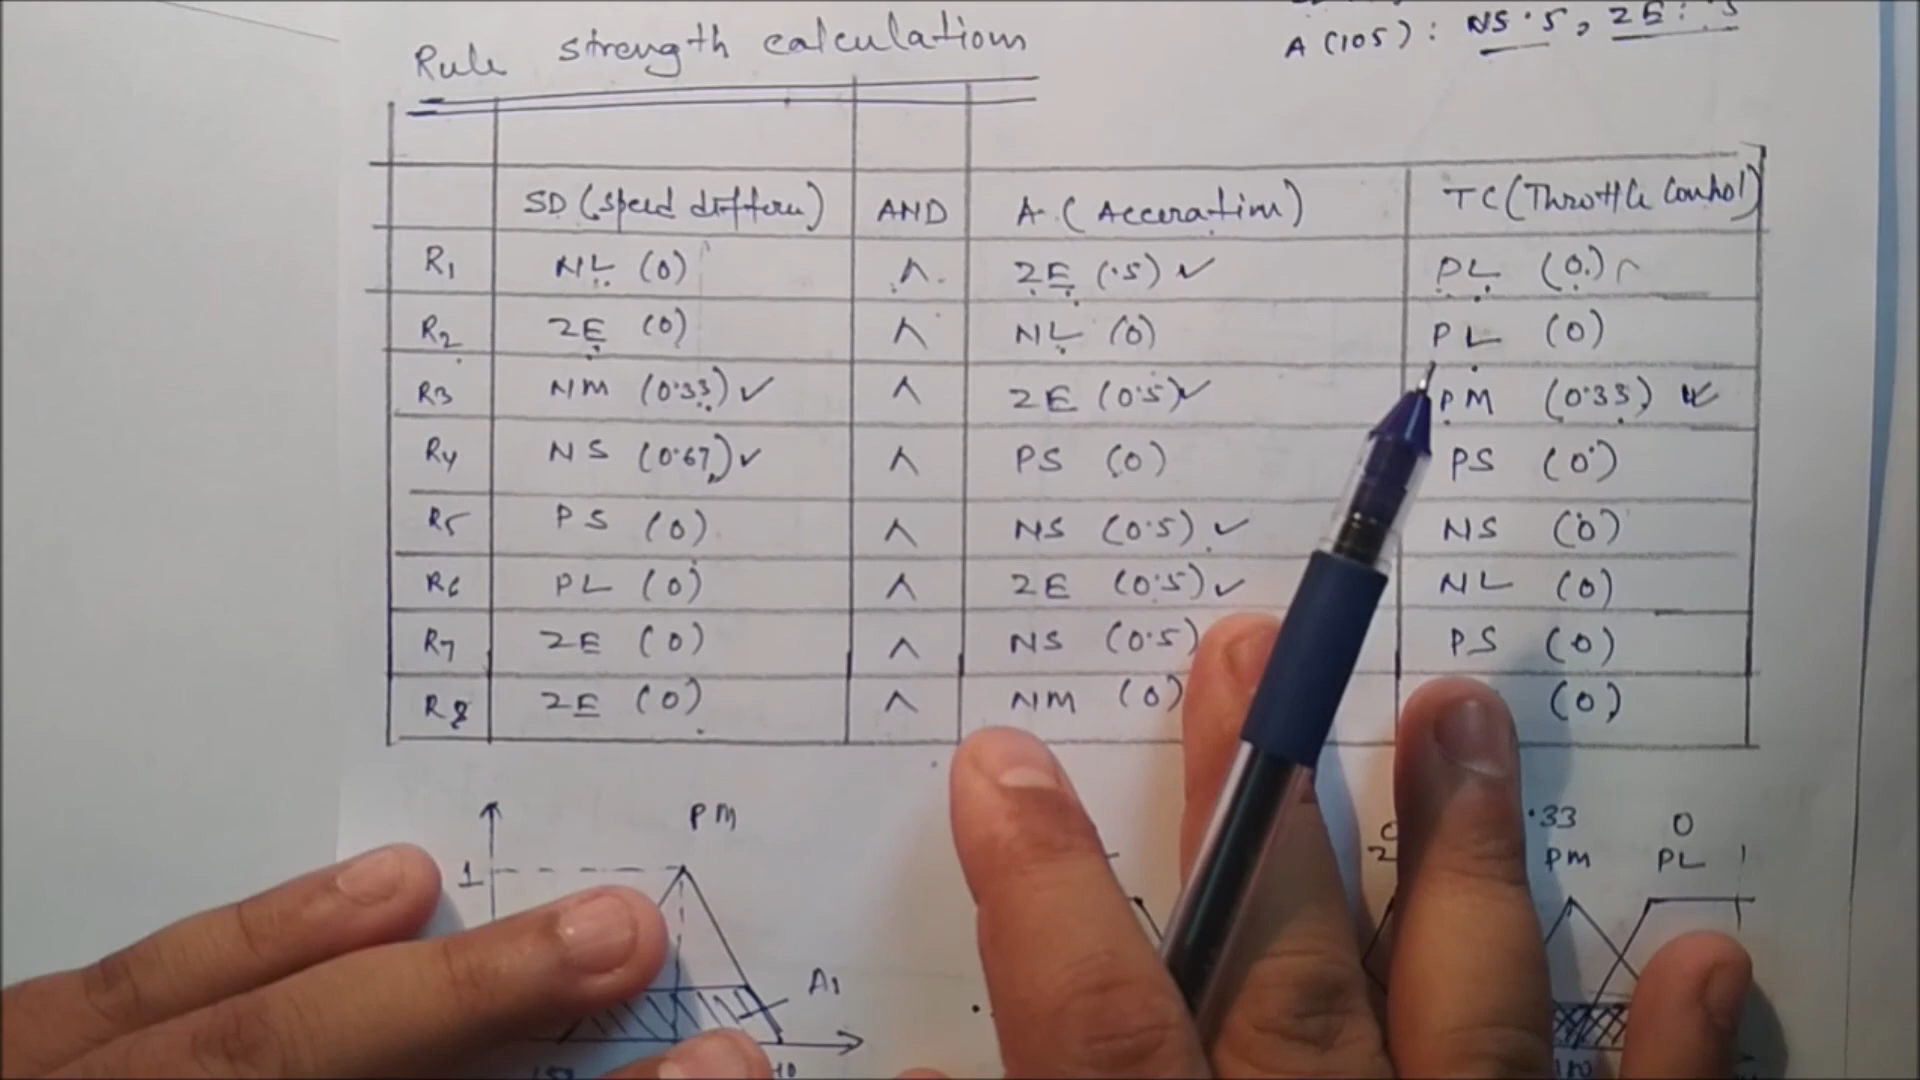 Rule strength calculations
A (105) : NS .5, ZE : .5
SD (speed differu) AND A (Acceration) TC (Throttle Control)
R1 NL (0) ∧ ZE (.5) ✓ PL (0.)
R2 ZE (0) ∧ NL (0) PL (0)
R3 NM (0.33) ✓ ∧ ZE (0.5) ✓ PM (0.33) ✓
R4 NS (0.67) ✓ ∧ PS (0) PS (0)
R5 PS (0) ∧ NS (0.5) ✓ NS (0)
R6 PL (0) ∧ ZE (0.5) ✓ NL (0)
R7 ZE (0) ∧ NS (0.5) PS (0)
R8 ZE (0) ∧ NM (0) (0)
PM
1
A1
.33 0
PM PL 1